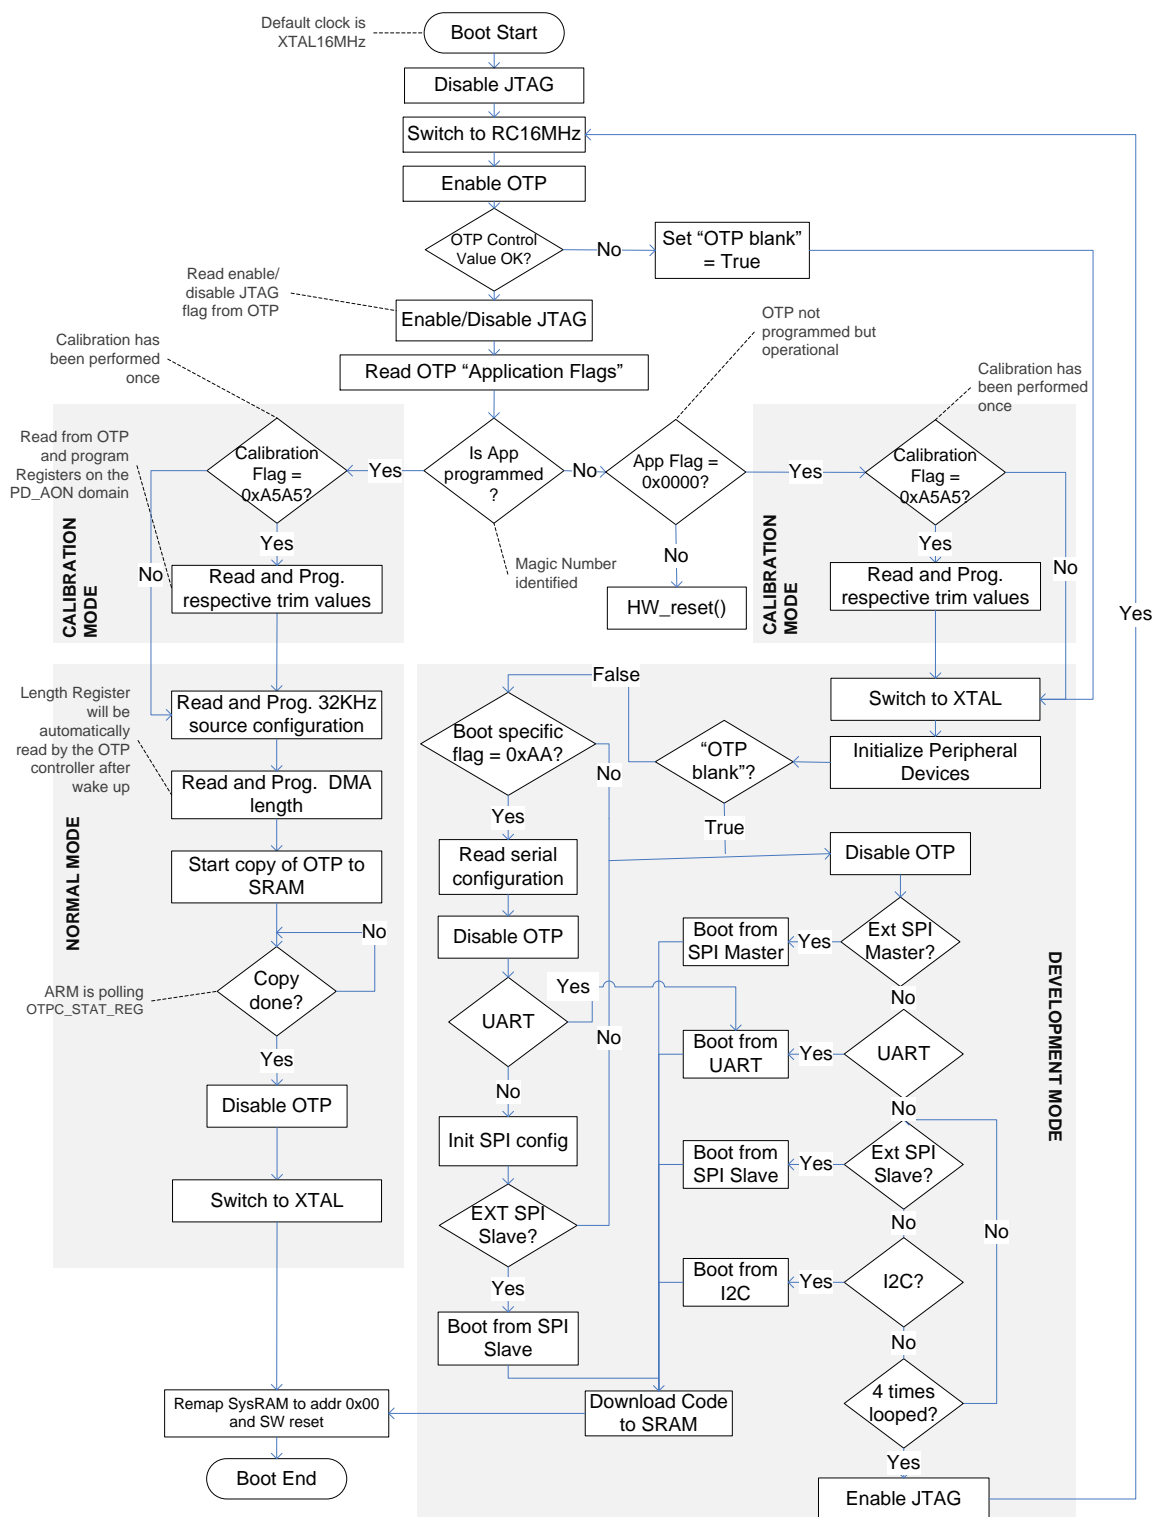 Default clock is
XTAL16MHz
Boot Start
Disable JTAG
Switch to RC16MHz
Enable OTP
OTP Control
Value OK?
No
Set “OTP blank”
= True
Read enable/
disable JTAG
flag from OTP
Enable/Disable JTAG
OTP not
programmed but
operational
Calibration has
been performed
once
Read OTP “Application Flags”
Calibration has
been performed
once
Read from OTP
and program
Registers on the
PD_AON domain
Calibration
Flag =
0xA5A5?
Yes
Is App
programmed
?
No
App Flag =
0x0000?
Yes
Calibration
Flag =
0xA5A5?
Yes
No
Yes
No
Magic Number
identified
No
Read and Prog.
respective trim values
HW_reset()
Read and Prog.
respective trim values
Yes
CALIBRATION
MODE
CALIBRATION
MODE
False
Length Register
will be
automatically
read by the OTP
controller after
wake up
Read and Prog. 32KHz
source configuration
Boot specific
flag = 0xAA?
“OTP
blank”?
Switch to XTAL
Initialize Peripheral
Devices
No
Read and Prog. DMA
length
Yes
True
Start copy of OTP to
SRAM
Read serial
configuration
Disable OTP
NORMAL MODE
No
Disable OTP
Boot from
SPI Master
Yes
Ext SPI
Master?
ARM is polling
OTPC_STAT_REG
Copy
done?
Yes
No
DEVELOPMENT MODE
UART
No
Boot from
UART
Yes
UART
Yes
No
No
Disable OTP
Init SPI config
Boot from
SPI Slave
Yes
Ext SPI
Slave?
Switch to XTAL
EXT SPI
Slave?
No
No
Yes
Boot from
I2C
Yes
I2C?
Boot from SPI
Slave
No
Remap SysRAM to addr 0x00
and SW reset
Download Code
to SRAM
4 times
looped?
Boot End
Yes
Enable JTAG